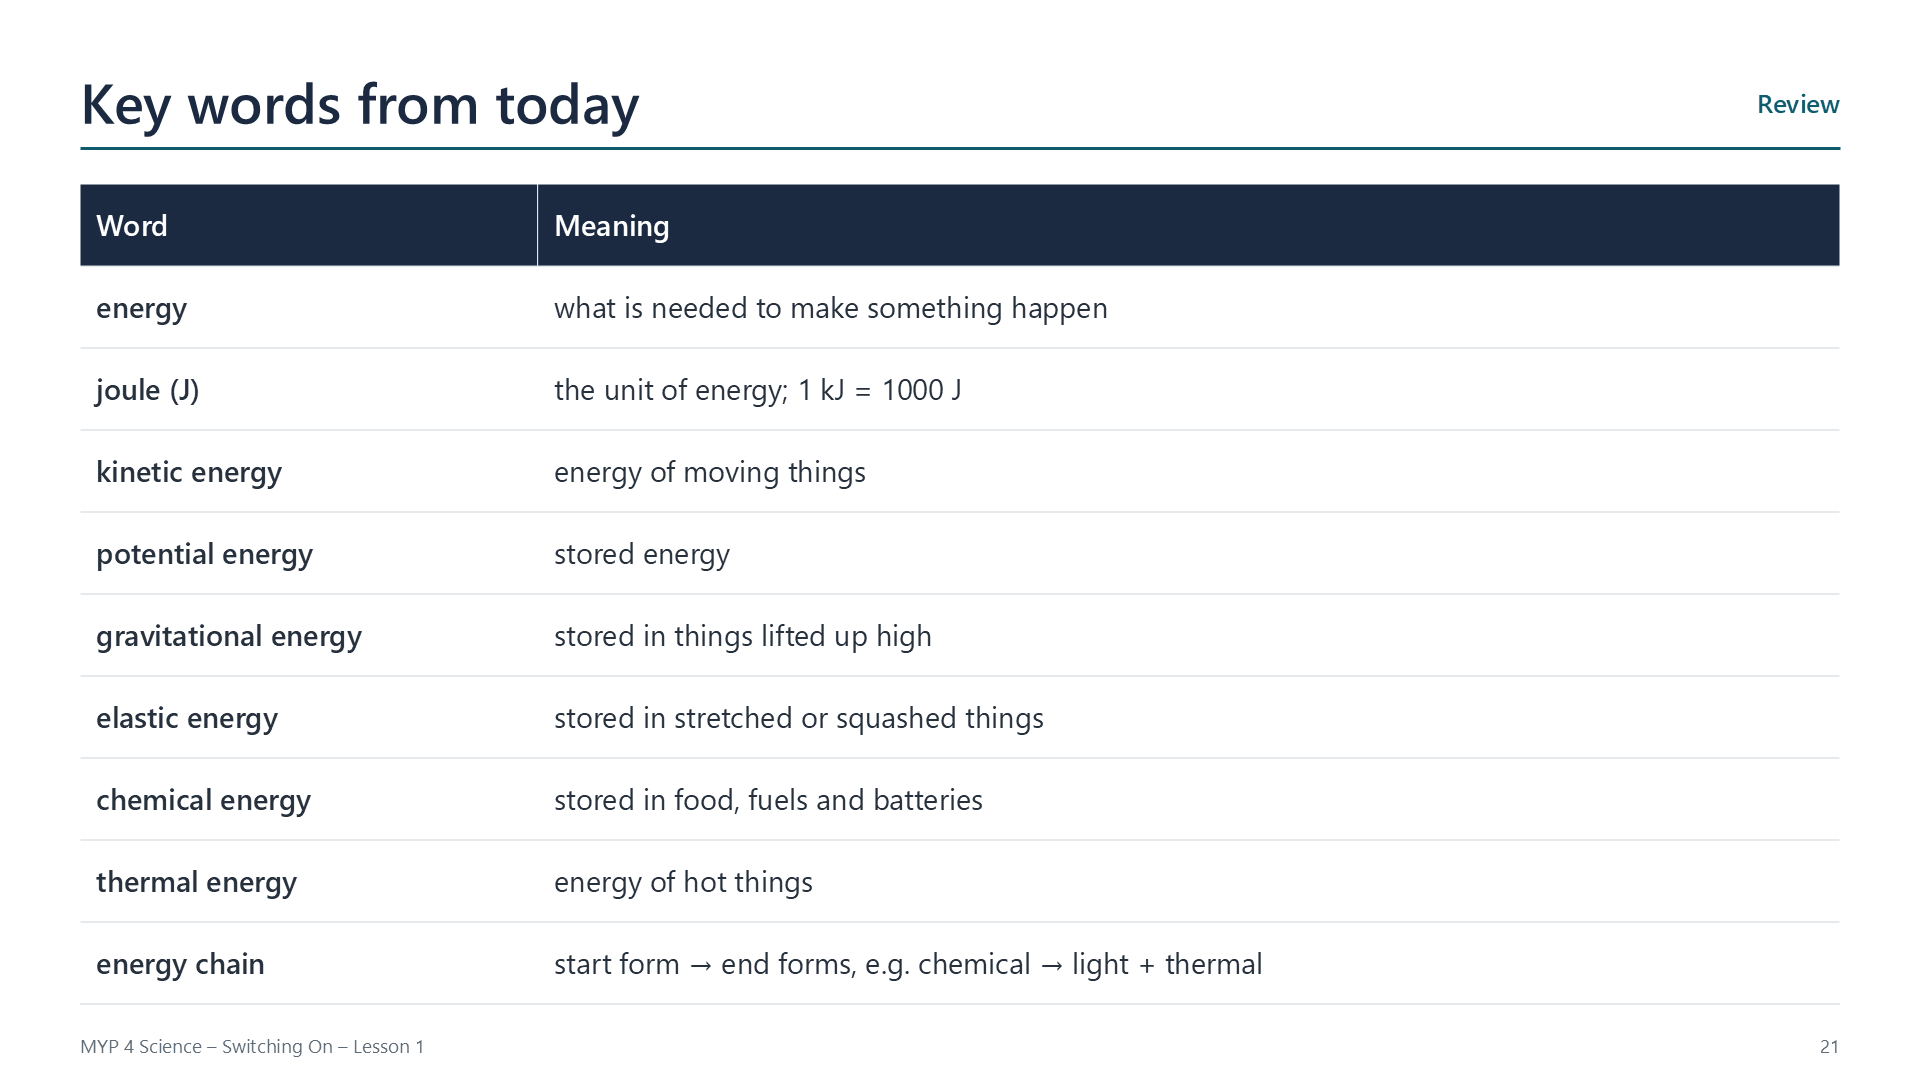 Key words from today
Review
Word Meaning
energy what is needed to make something happen
joule (J) the unit of energy; 1 kJ = 1000 J
kinetic energy energy of moving things
potential energy stored energy
gravitational energy stored in things lifted up high
elastic energy stored in stretched or squashed things
chemical energy stored in food, fuels and batteries
thermal energy energy of hot things
energy chain start form → end forms, e.g. chemical → light + thermal
MYP 4 Science – Switching On – Lesson 1
21